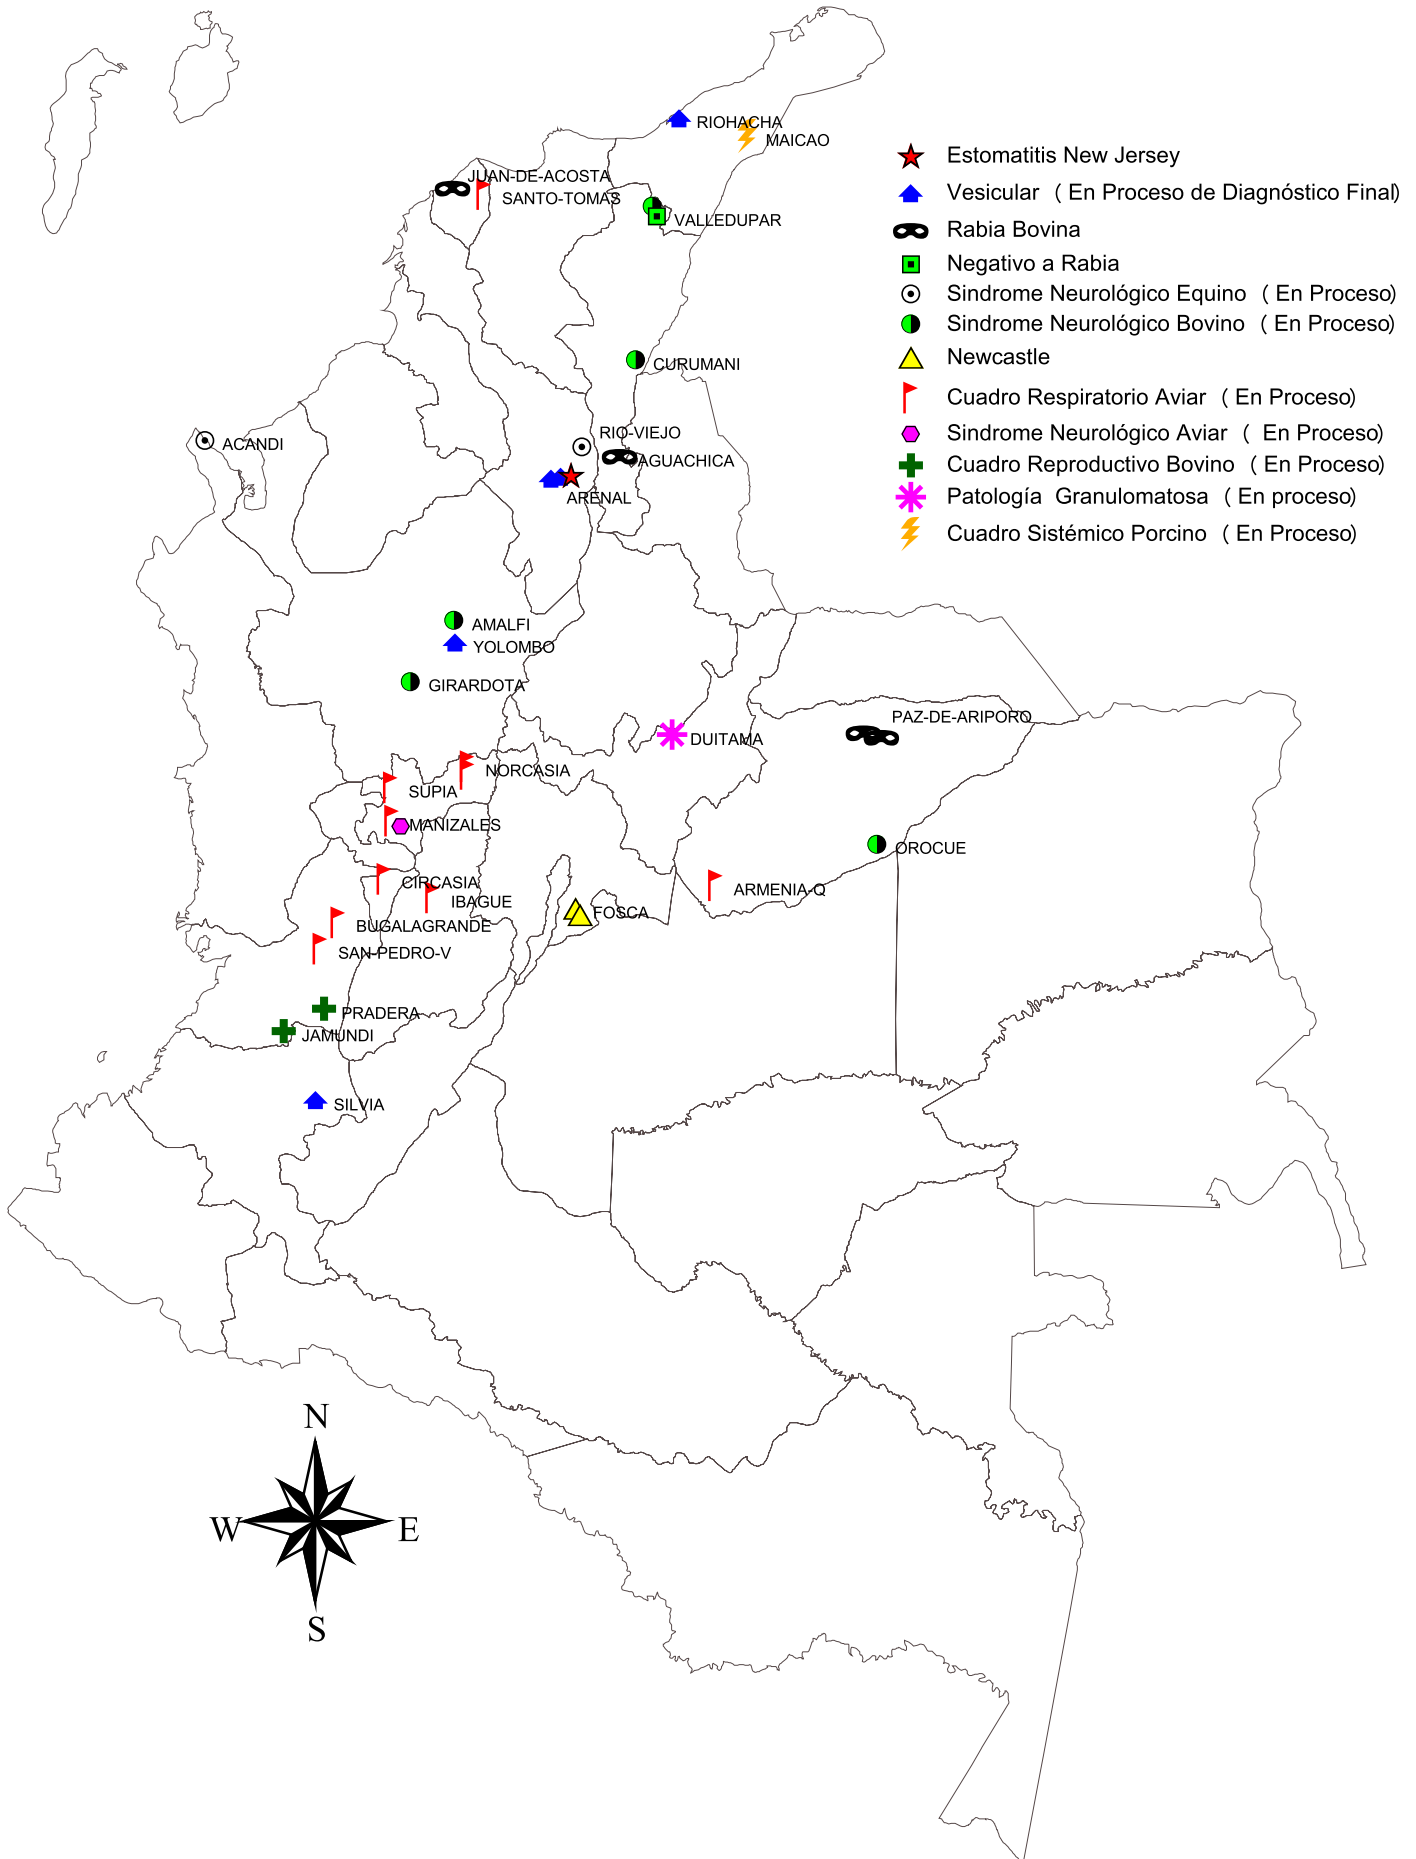 RIOHACHA
MAICAO
JUAN-DE-ACOSTA
SANTO-TOMAS
VALLEDUPAR
Estomatitis New Jersey
Vesicular ( En Proceso de Diagnóstico Final)
Rabia Bovina
Negativo a Rabia
Sindrome Neurológico Equino ( En Proceso)
Sindrome Neurológico Bovino ( En Proceso)
Newcastle
Cuadro Respiratorio Aviar ( En Proceso)
Sindrome Neurológico Aviar ( En Proceso)
Cuadro Reproductivo Bovino ( En Proceso)
Patología Granulomatosa ( En proceso)
Cuadro Sistémico Porcino ( En Proceso)
CURUMANI
ACANDI
RIO-VIEJO
AGUACHICA
ARENAL
AMALFI
YOLOMBO
GIRARDOTA
PAZ-DE-ARIPORO
DUITAMA
NORCASIA
SUPIA
MANIZALES
OROCUE
CIRCASIA
ARMENIA-Q
IBAGUE
FOSCA
BUGALAGRANDE
SAN-PEDRO-V
PRADERA
JAMUNDI
SILVIA
N
W
E
S